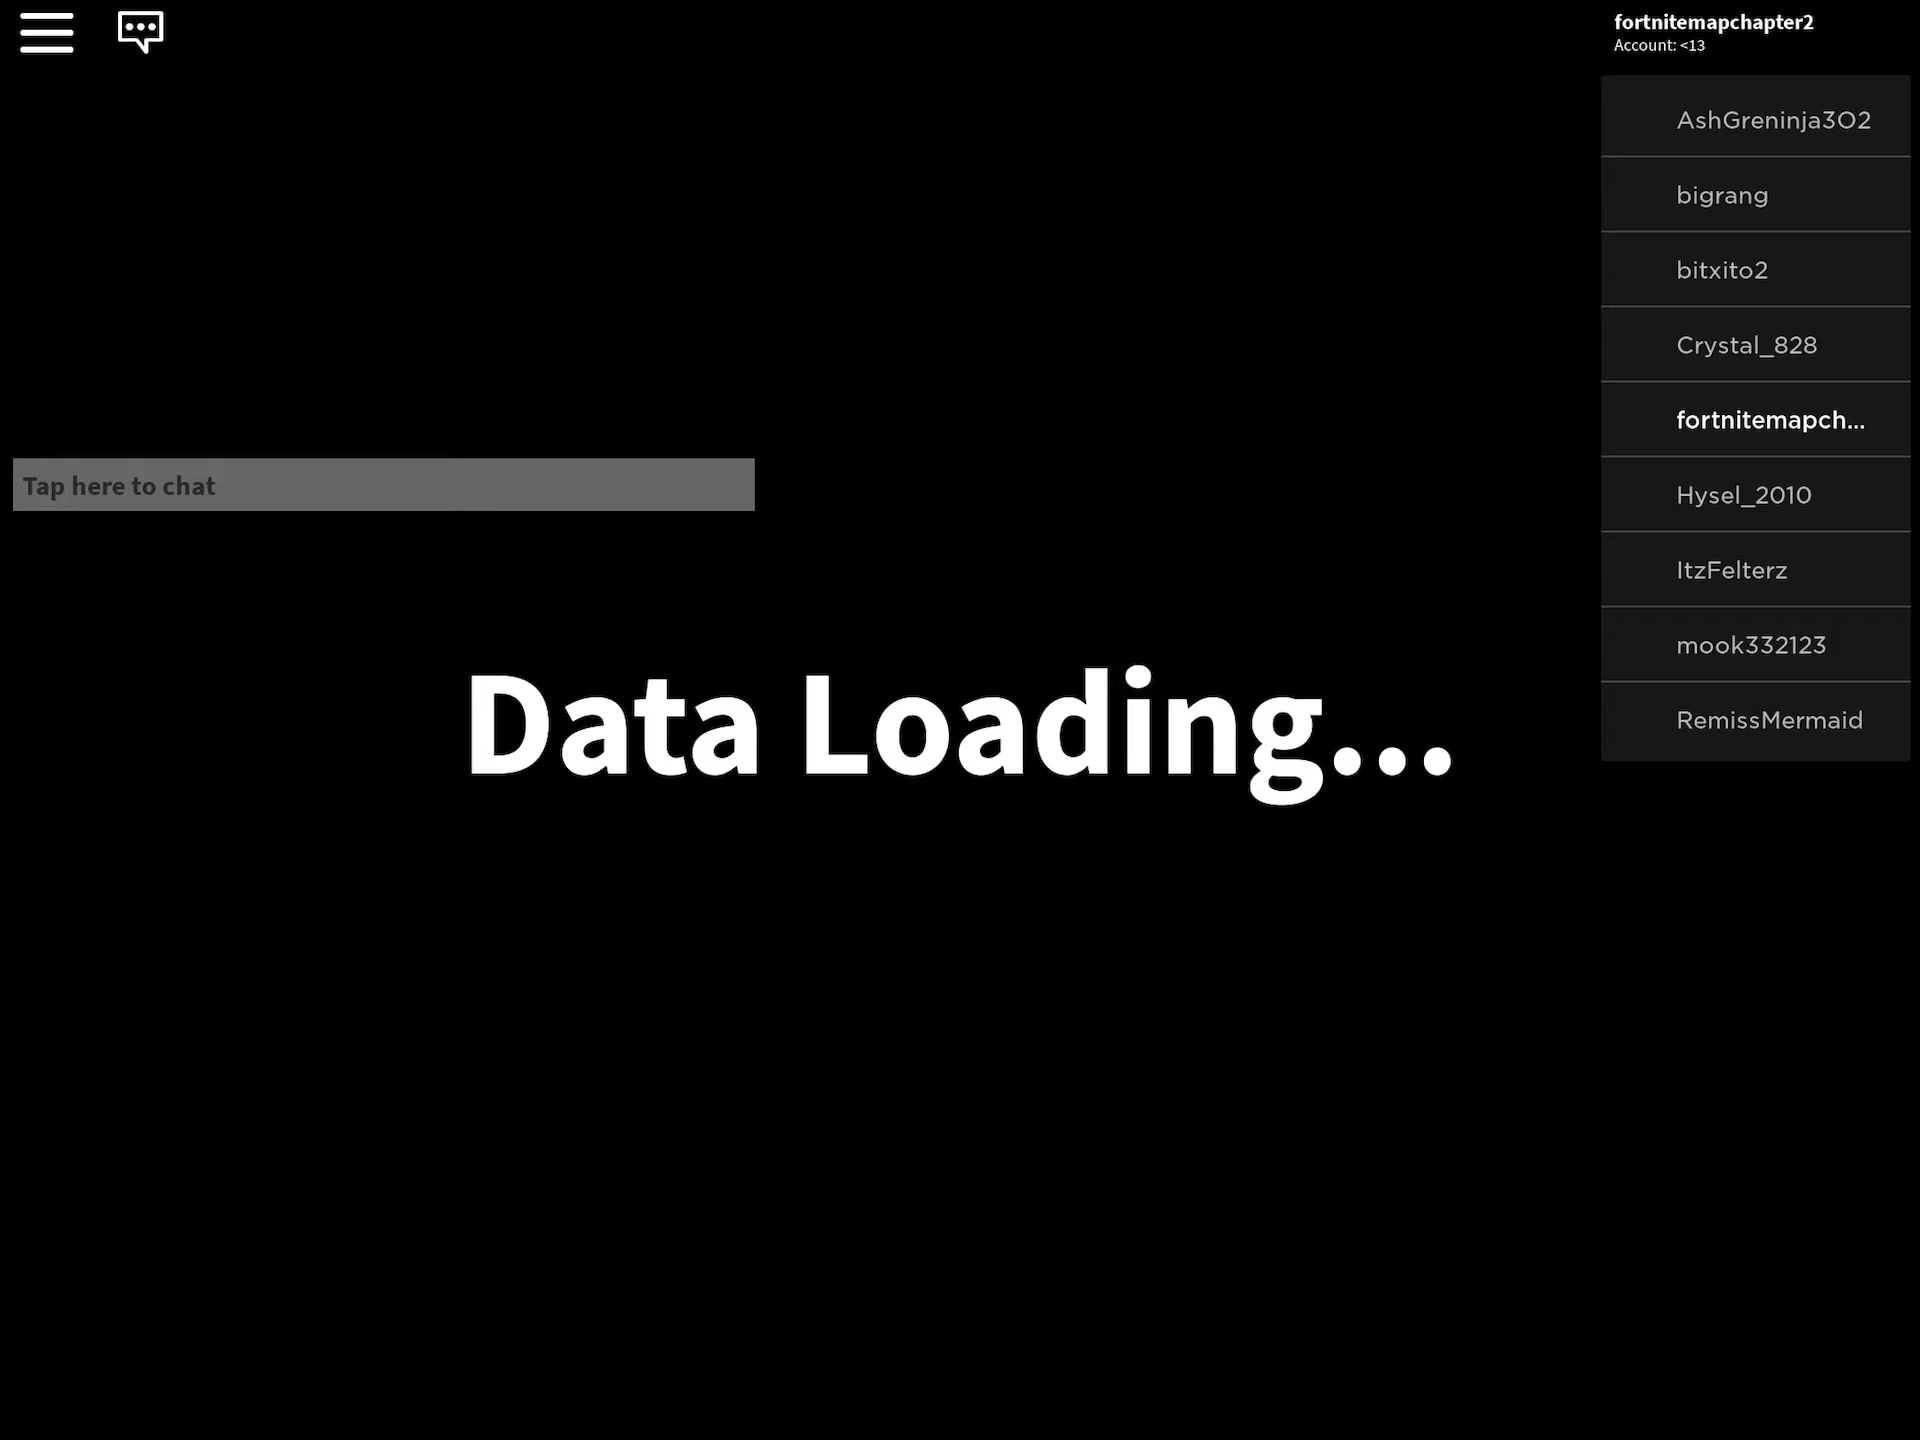 fortnitemapchapter2
Account: <13
AshGreninja3O2
bigrang
bitxito2
Crystal_828
fortnitemapch...
Tap here to chat
Hysel_2010
ItzFelterz
mook332123
RemissMermaid
Data Loading...